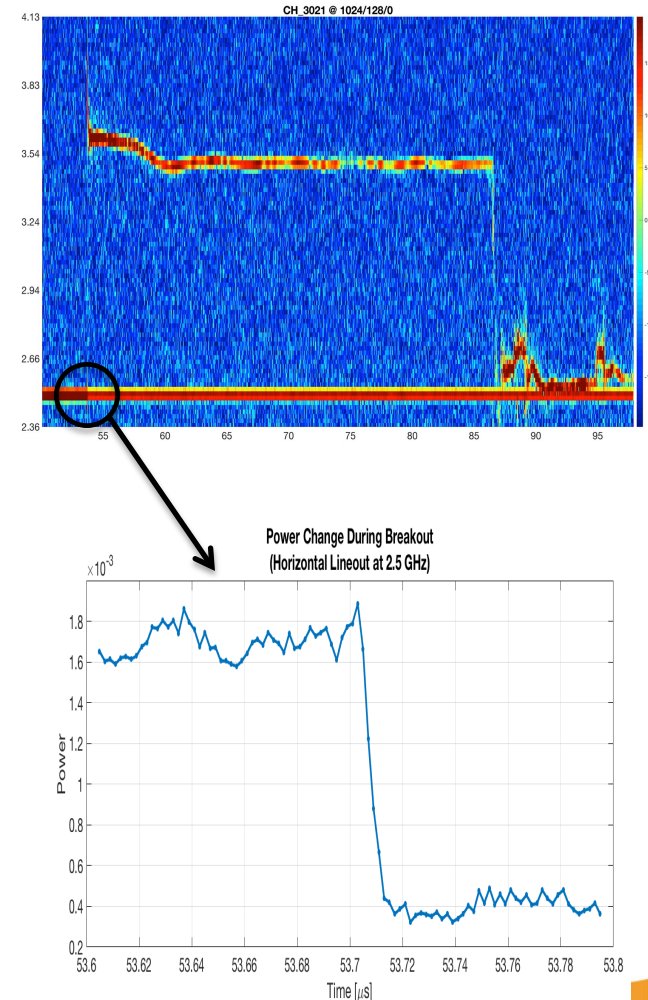 CH_3021 @ 1024/128/0
4.13
3.83
3.54
3.24
2.94
2.66
2.36
55 60 65 70 75 80 85 90 95
Power Change During Breakout
(Horizontal Lineout at 2.5 GHz)
×10⁻³
1.8
1.6
1.4
1.2
1
0.8
0.6
0.4
0.2
Power
53.6 53.62 53.64 53.66 53.68 53.7 53.72 53.74 53.76 53.78 53.8
Time [μs]